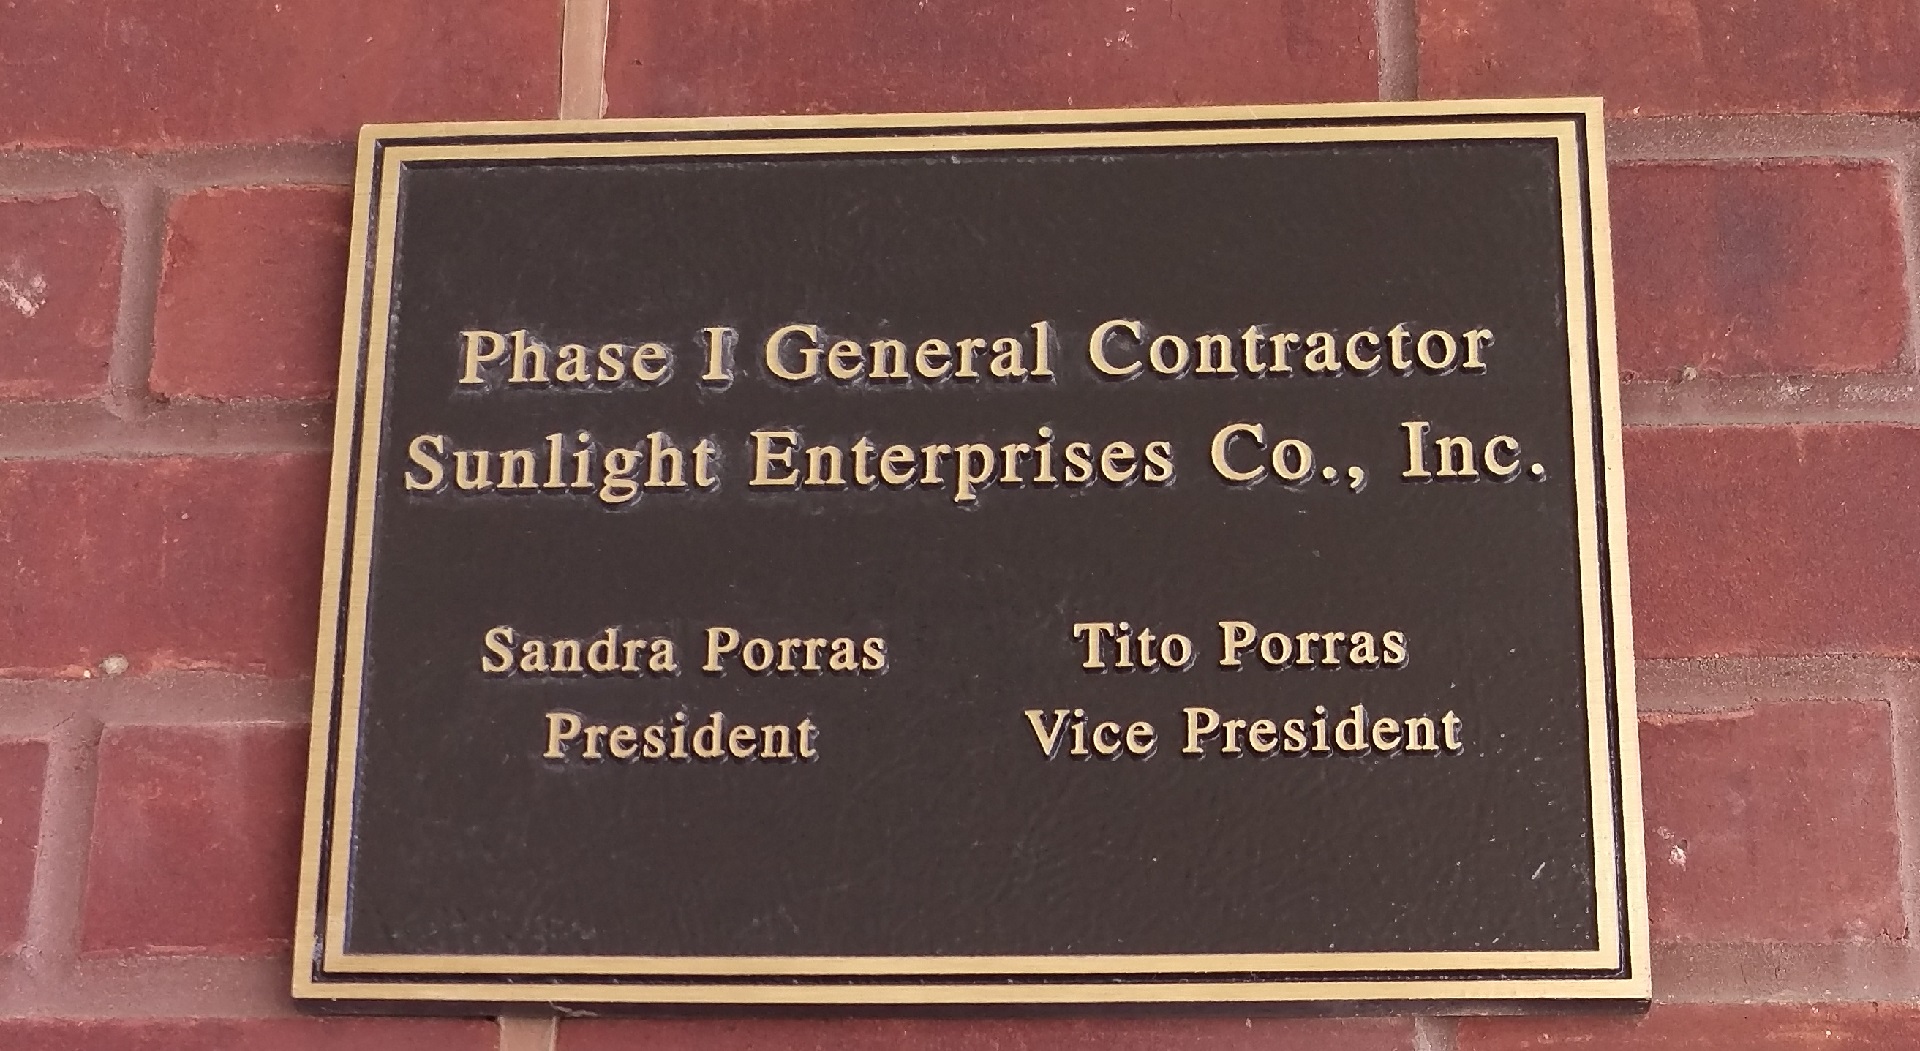 Phase I General Contractor
Sunlight Enterprises Co., Inc.
Sandra Porras
President
Tito Porras
Vice President